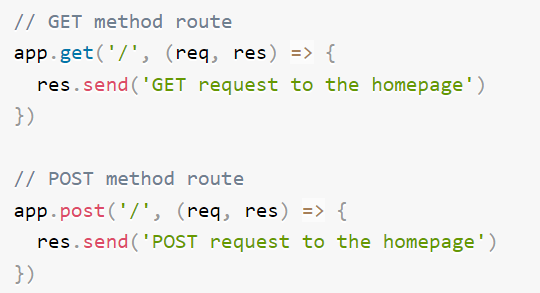 // GET method route
app.get('/', (req, res) => {
  res.send('GET request to the homepage')
})

// POST method route
app.post('/', (req, res) => {
  res.send('POST request to the homepage')
})